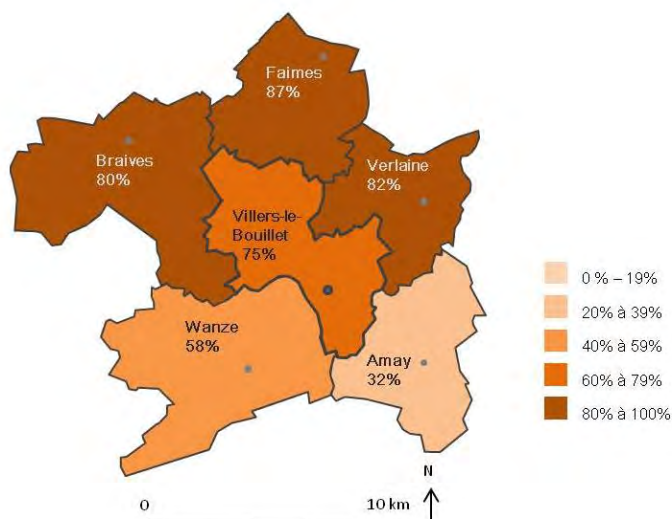 Faimes
87%
Braives
80%
Verlaine
82%
Villers-le-
Bouillet
75%
Wanze
58%
Amay
32%
0 % – 19%
20% à 39%
40% à 59%
60% à 79%
80% à 100%
N
0
10 km